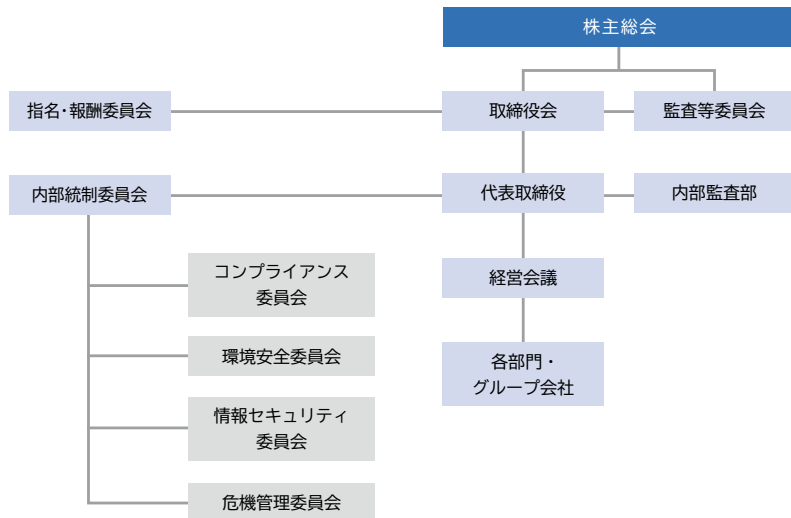 株主総会
指名・報酬委員会
取締役会
監査等委員会
内部統制委員会
代表取締役
内部監査部
コンプライアンス
委員会
経営会議
環境安全委員会
各部門・
グループ会社
情報セキュリティ
委員会
危機管理委員会